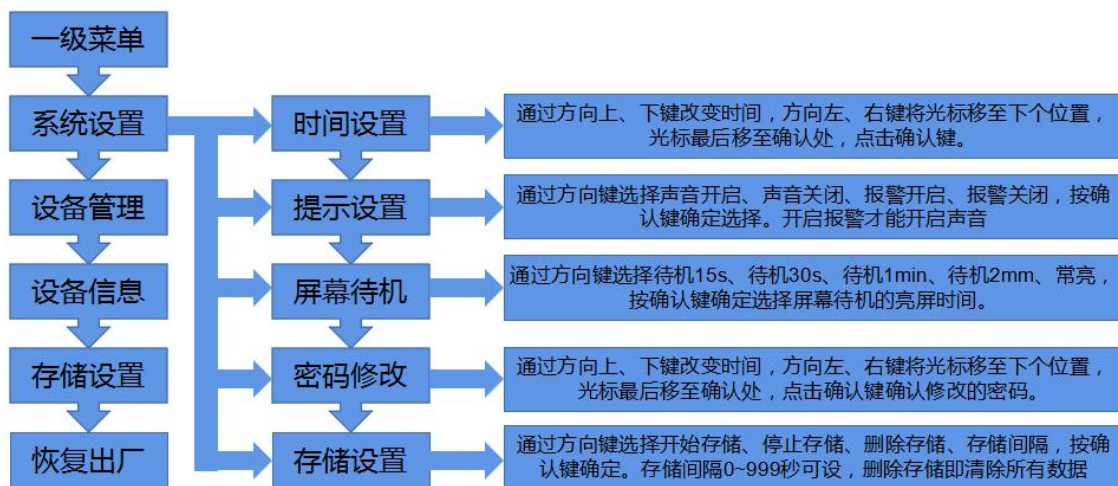 一级菜单
系统设置
设备管理
设备信息
存储设置
恢复出厂
时间设置
提示设置
屏幕待机
密码修改
存储设置
通过方向上、下键改变时间，方向左、右键将光标移至下个位置，
光标最后移至确认处，点击确认键。
通过方向键选择声音开启、声音关闭、报警开启、报警关闭，按确
认键确定选择。开启报警才能开启声音
通过方向键选择待机15s、待机30s、待机1min、待机2mm、常亮，
按确认键确定选择屏幕待机的亮屏时间。
通过方向上、下键改变时间，方向左、右键将光标移至下个位置，
光标最后移至确认处，点击确认键确认修改的密码。
通过方向键选择开始存储、停止存储、删除存储、存储间隔，按确
认键确定。存储间隔0~999秒可设，删除存储即清除所有数据